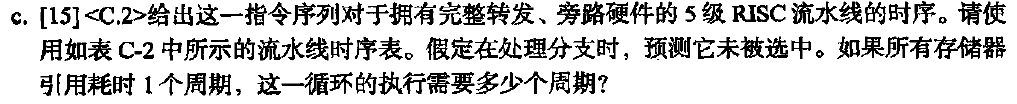 c. [15]<C.2>给出这一指令序列对于拥有完整转发、旁路硬件的 5 级 RISC 流水线的时序。请使
用如表 C-2 中所示的流水线时序表。假定在处理分支时，预测它未被选中。如果所有存储器
引用耗时 1 个周期，这一循环的执行需要多少个周期？